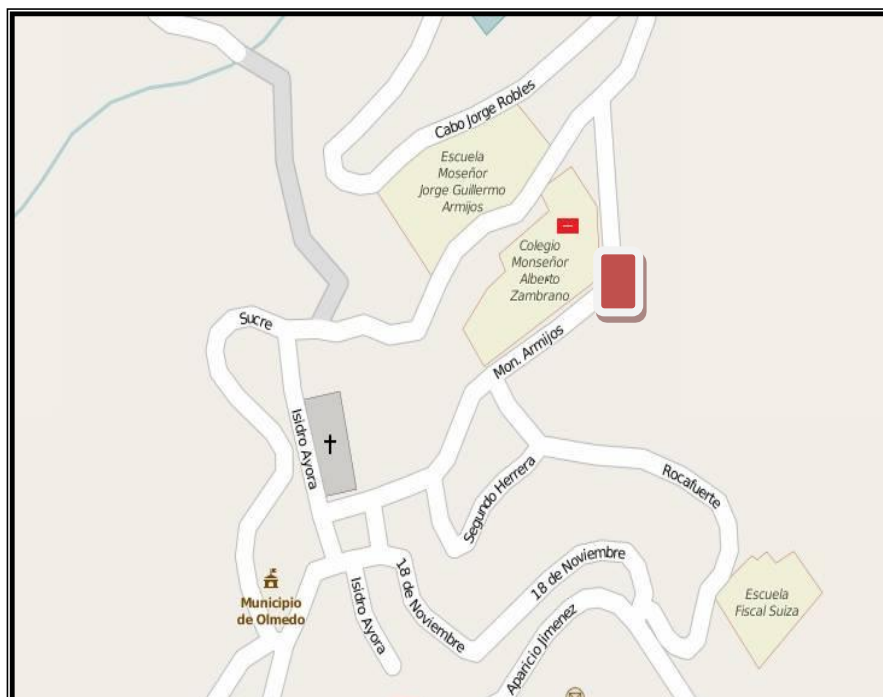 Cabo Jorge Robles
Escuela
Moseñor
Jorge Guillermo
Armijos
Colegio
Monseñor
Alberto
Zambrano
Sucre
Mon. Armijos
Isidro Ayora
Segundo Herrera
Rocafuerte
18 de Noviembre
18 de Noviembre
Isidro Ayora
Municipio
de Olmedo
Escuela
Fiscal Suiza
Aparicio Jimenez